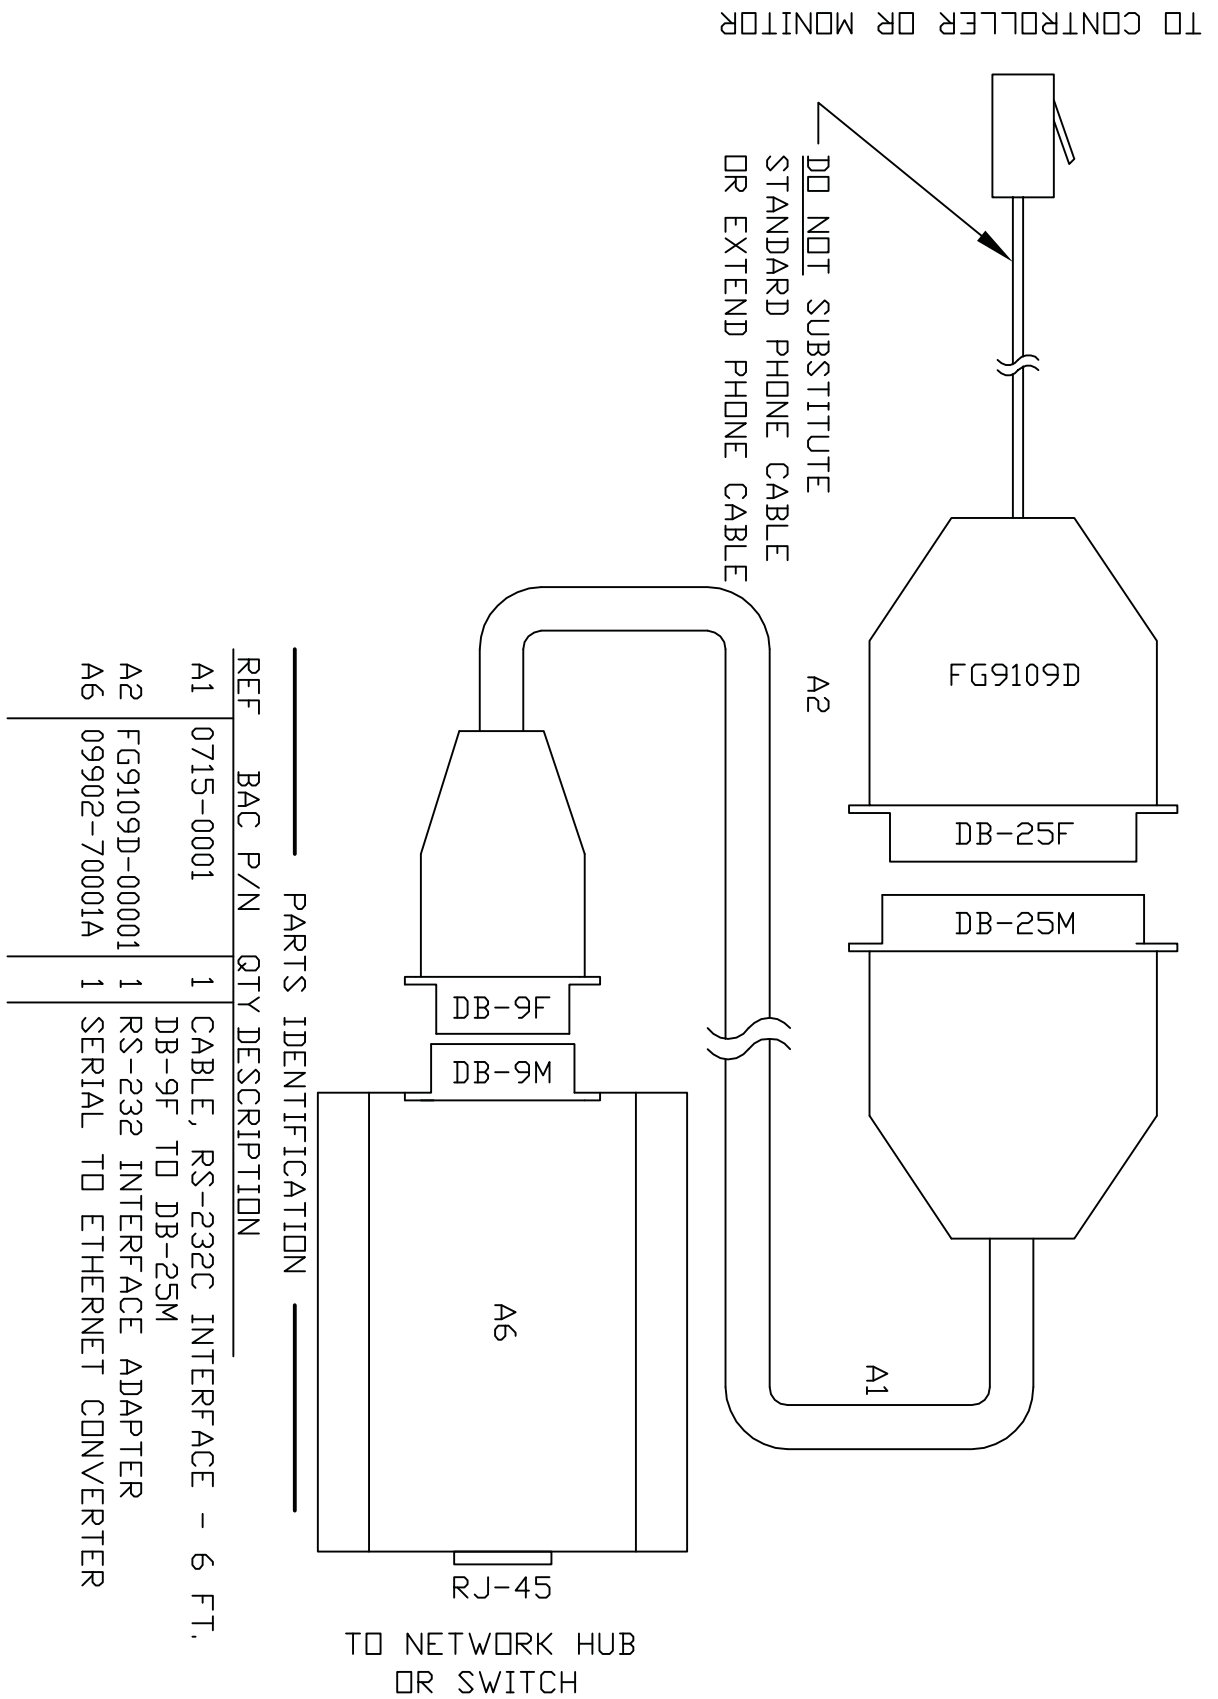 TO CONTROLLER OR MONITOR
DO NOT SUBSTITUTE
STANDARD PHONE CABLE
OR EXTEND PHONE CABLE
FG9109D
A2
DB-25F
DB-25M
A1
DB-9F
DB-9M
A6
RJ-45
TO NETWORK HUB
OR SWITCH
PARTS IDENTIFICATION
REF BAC P/N QTY DESCRIPTION
A1 0715-0001 1 CABLE, RS-232C INTERFACE - 6 FT.
DB-9F TO DB-25M
A2 FG9109D-00001 1 RS-232 INTERFACE ADAPTER
A6 09902-70001A 1 SERIAL TO ETHERNET CONVERTER